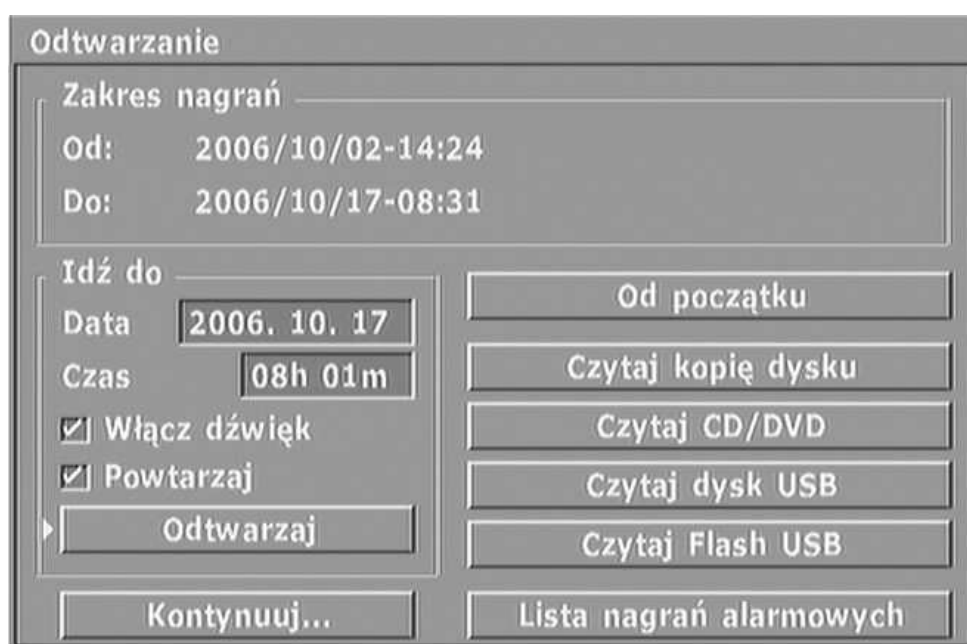 Odtwarzanie
Zakres nagrań
Od: 2006/10/02-14:24
Do: 2006/10/17-08:31
Idź do
Data 2006. 10. 17
Czas 08h 01m
Włącz dźwięk
Powtarzaj
Odtwarzaj
Kontynuuj...
Od początku
Czytaj kopię dysku
Czytaj CD/DVD
Czytaj dysk USB
Czytaj Flash USB
Lista nagrań alarmowych